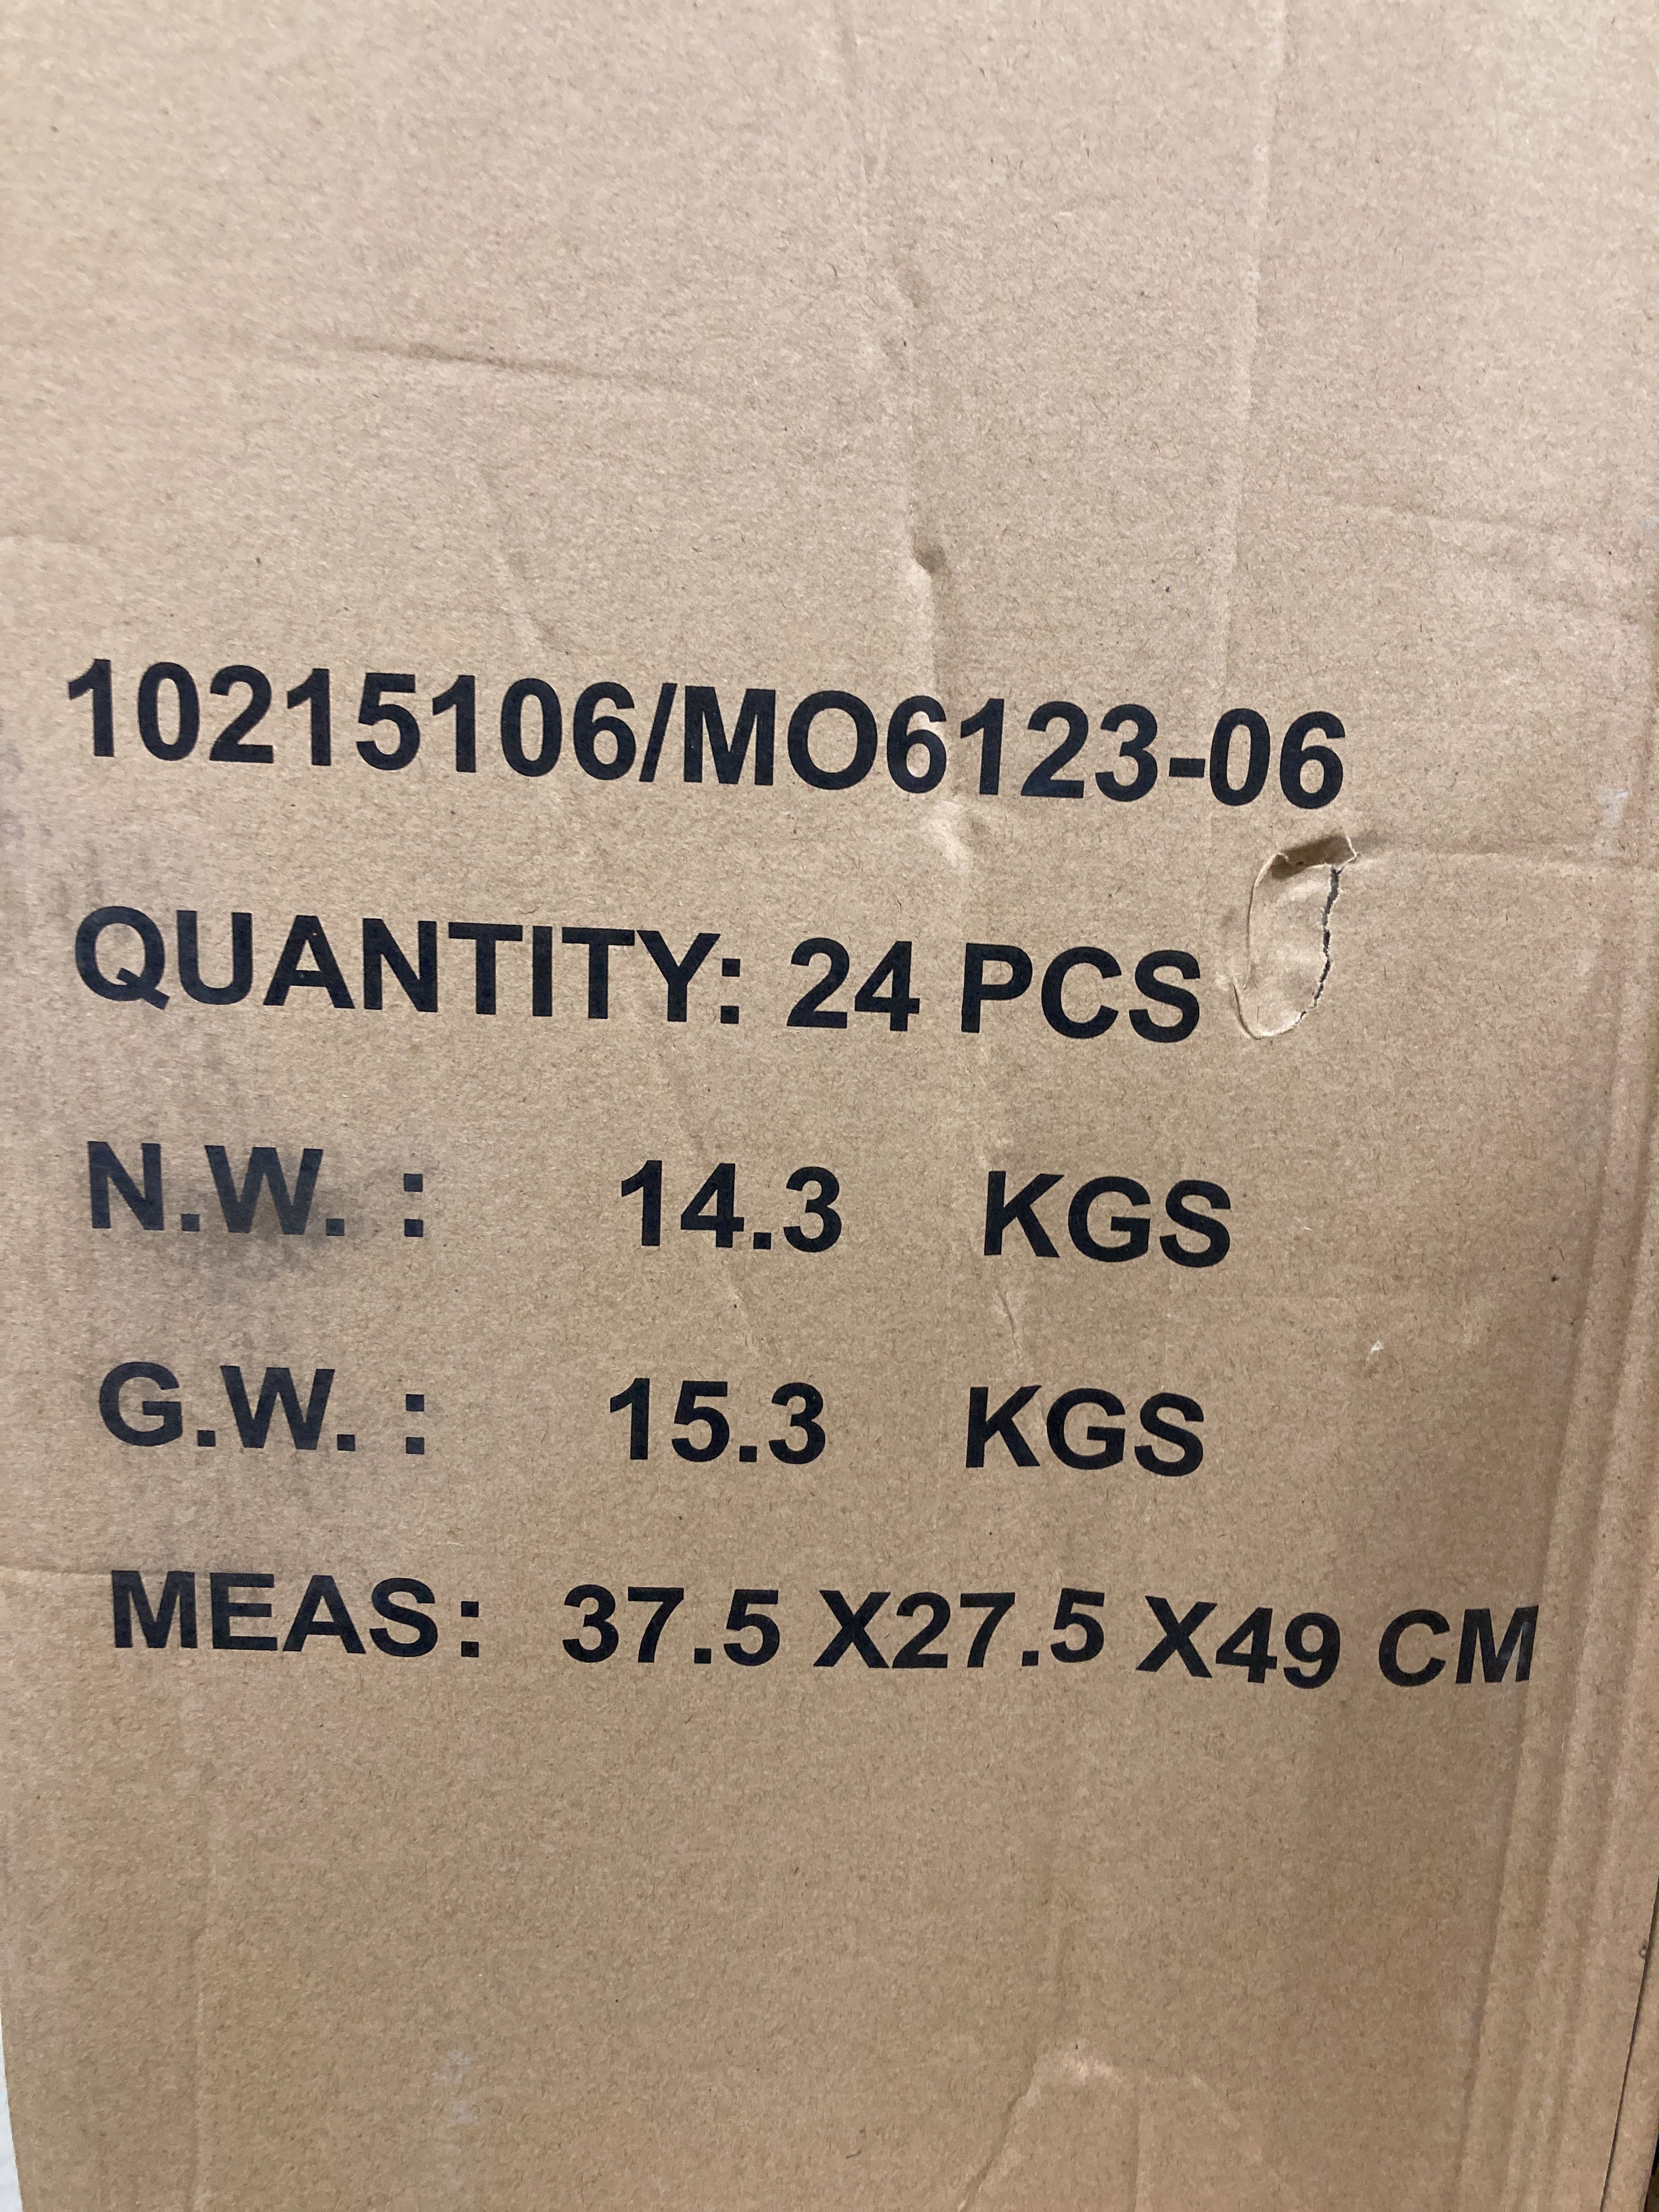 10215106/MO6123-06
QUANTITY: 24 PCS
N.W. : 14.3 KGS
G.W. : 15.3 KGS
MEAS: 37.5 X27.5 X49 CM